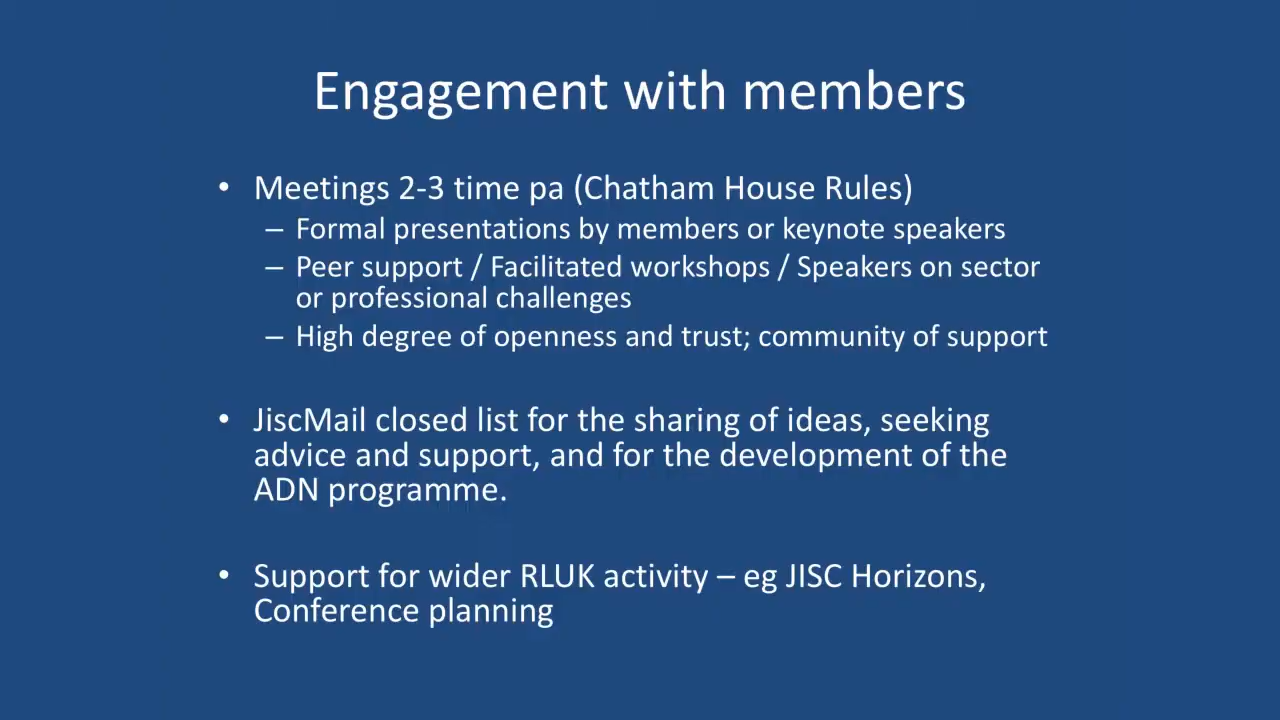 Engagement with members
• Meetings 2-3 time pa (Chatham House Rules)
– Formal presentations by members or keynote speakers
– Peer support / Facilitated workshops / Speakers on sector
or professional challenges
– High degree of openness and trust; community of support
• JiscMail closed list for the sharing of ideas, seeking
advice and support, and for the development of the
ADN programme.
• Support for wider RLUK activity – eg JISC Horizons,
Conference planning